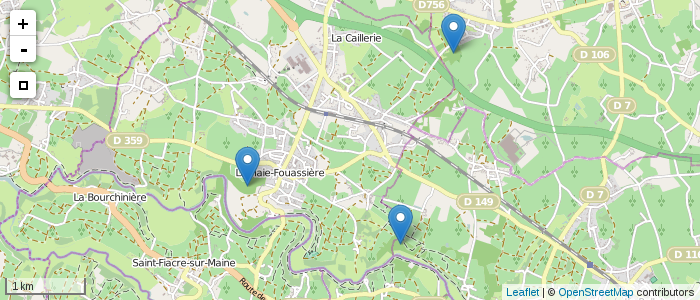 +
-
D756
La Caillerie
D 106
D 7
D 359
La Haie-Fouassière
La Bourchinière
D 149
D 7
Saint-Fiacre-sur-Maine
Route de
1 km
Leaflet | © OpenStreetMap contributors